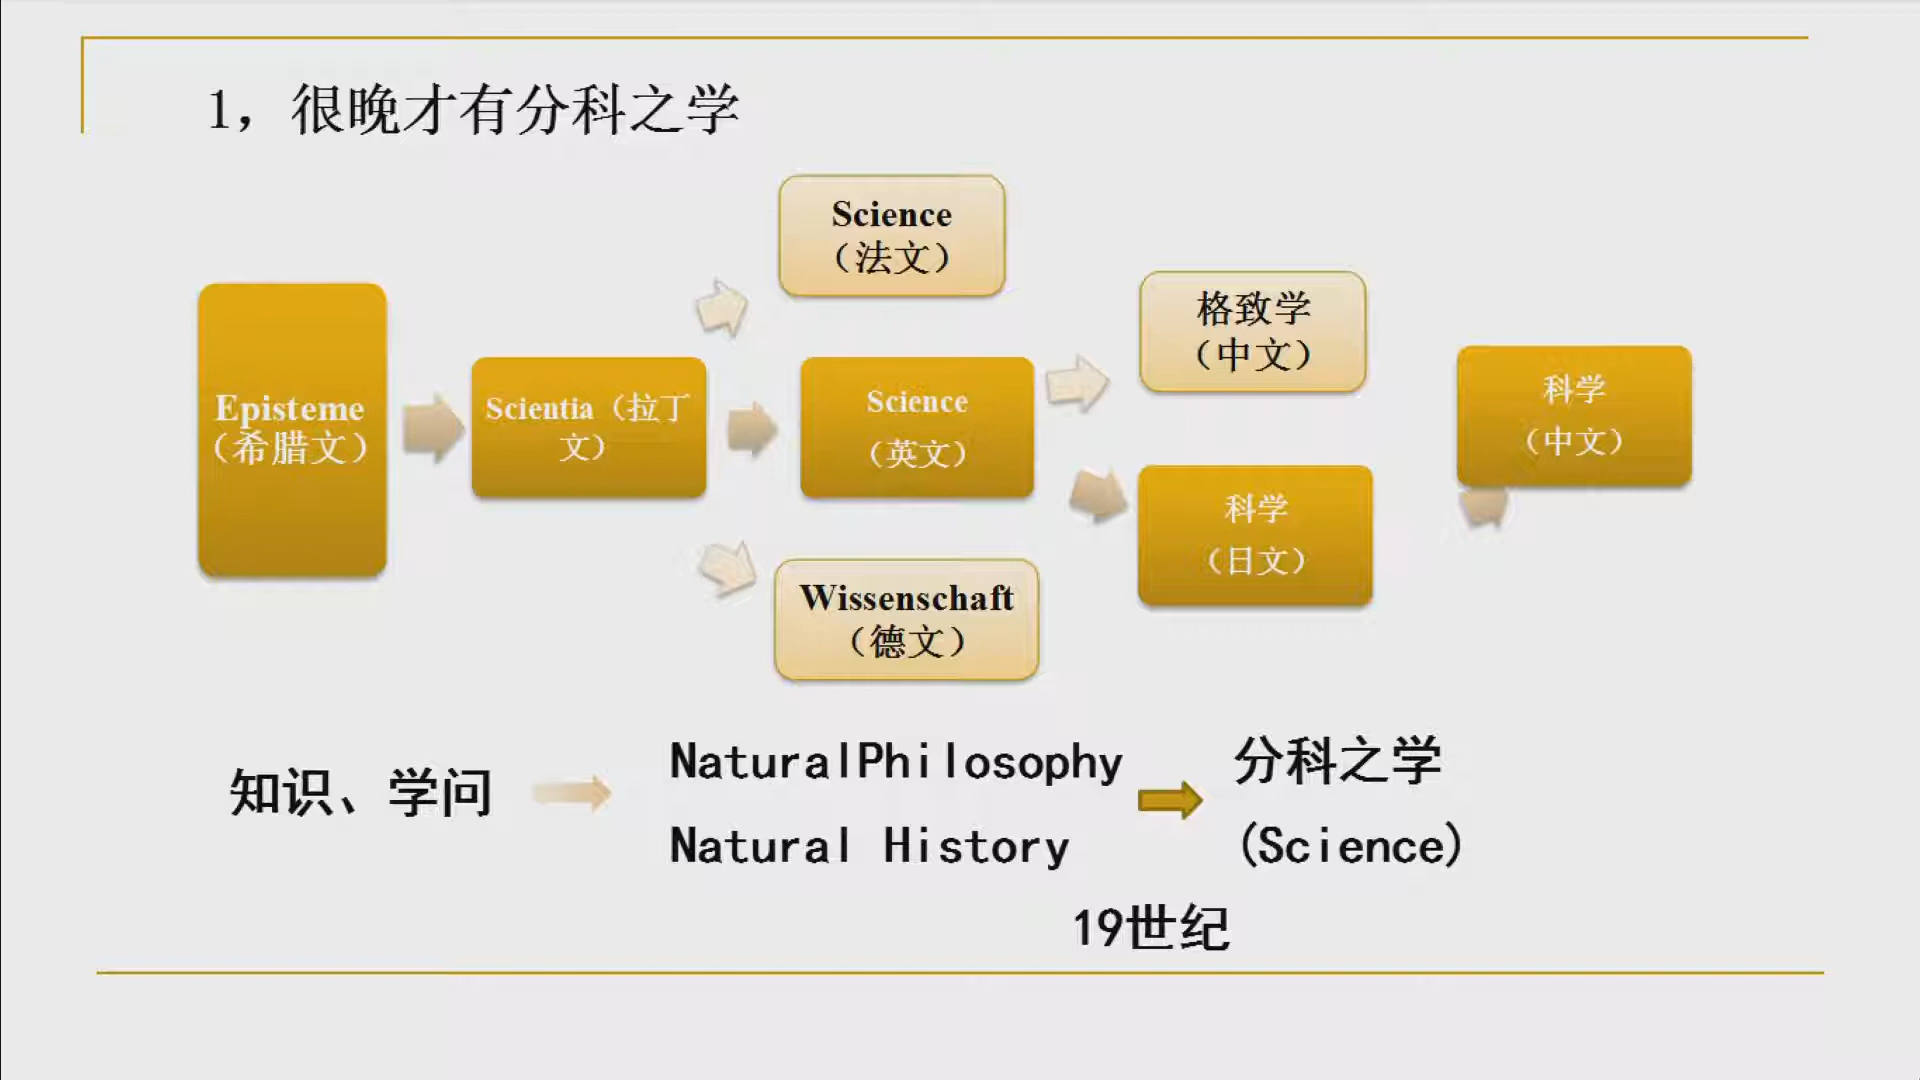 1，很晚才有分科之学
Science
（法文）
Episteme
（希腊文）
Scientia（拉丁
文）
Science
（英文）
Wissenschaft
（德文）
格致学
（中文）
科学
（日文）
科学
（中文）
知识、学问
NaturalPhilosophy
Natural History
分科之学
(Science)
19世纪